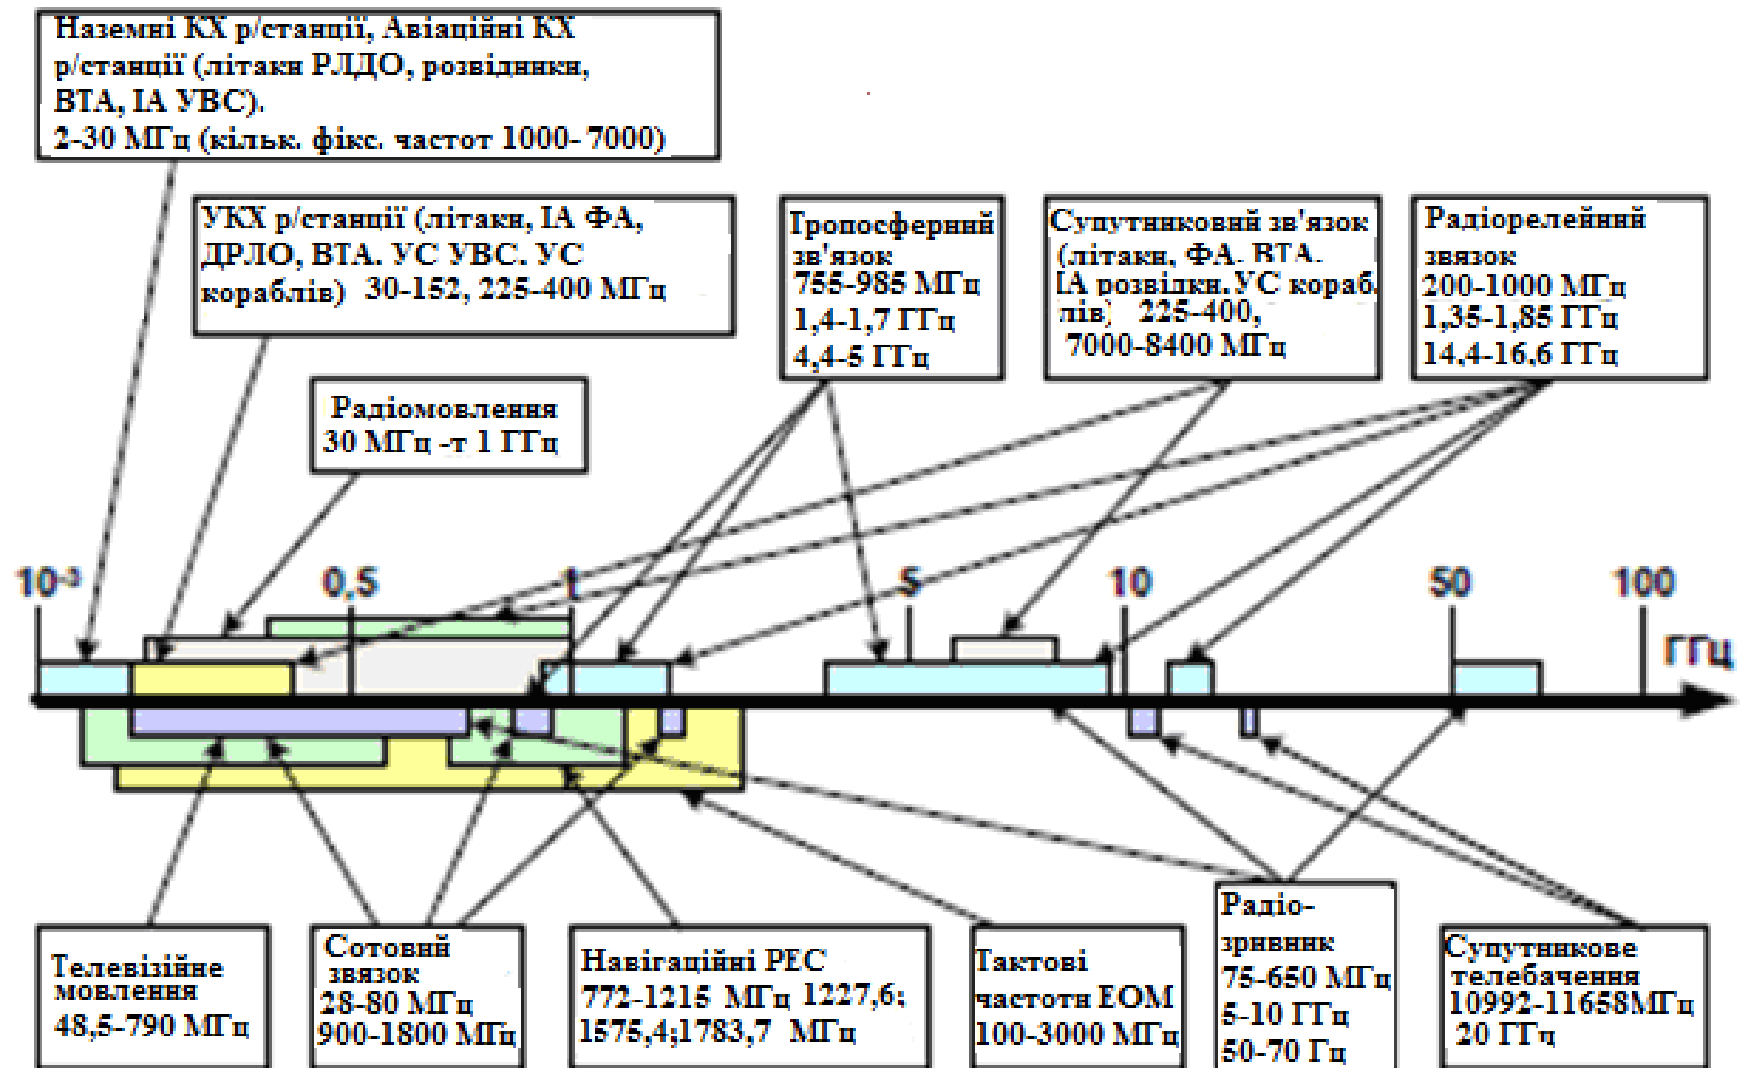 Наземні КХ р/станції, Авіаційні КХ
р/станції (літаки РЛДО, розвідники,
ВТА, ІА УВС).
2-30 МГц (кільк. фікс. частот 1000- 7000)
УКХ р/станції (літаки, ІА ФА,
ДРЛО, ВТА. УС УВС. УС
кораблів) 30-152, 225-400 МГц
Тропосферний
зв'язок
755-985 МГц
1,4-1,7 ГГц
4,4-5 ГГц
Супутниковий зв'язок
(літаки, ФА. ВТА.
ІА розвідки. УС кораб.
лів) 225-400,
7000-8400 МГц
Радіорелейний
звязок
200-1000 МГц
1,35-1,85 ГГц
14,4-16,6 ГГц
Радіомовлення
30 МГц -т 1 ГГц
10⁻³ 0,5 1 5 10 50 100
ГГц
Телевізійне
мовлення
48,5-790 МГц
Сотовий
звязок
28-80 МГц
900-1800 МГц
Навігаційні РЕС
772-1215 МГц 1227,6;
1575,4;1783,7 МГц
Тактові
частоти ЕОМ
100-3000 МГц
Радіо-
зривник
75-650 МГц
5-10 ГГц
50-70 Гц
Супутникове
телебачення
10992-11658МГц
20 ГГц